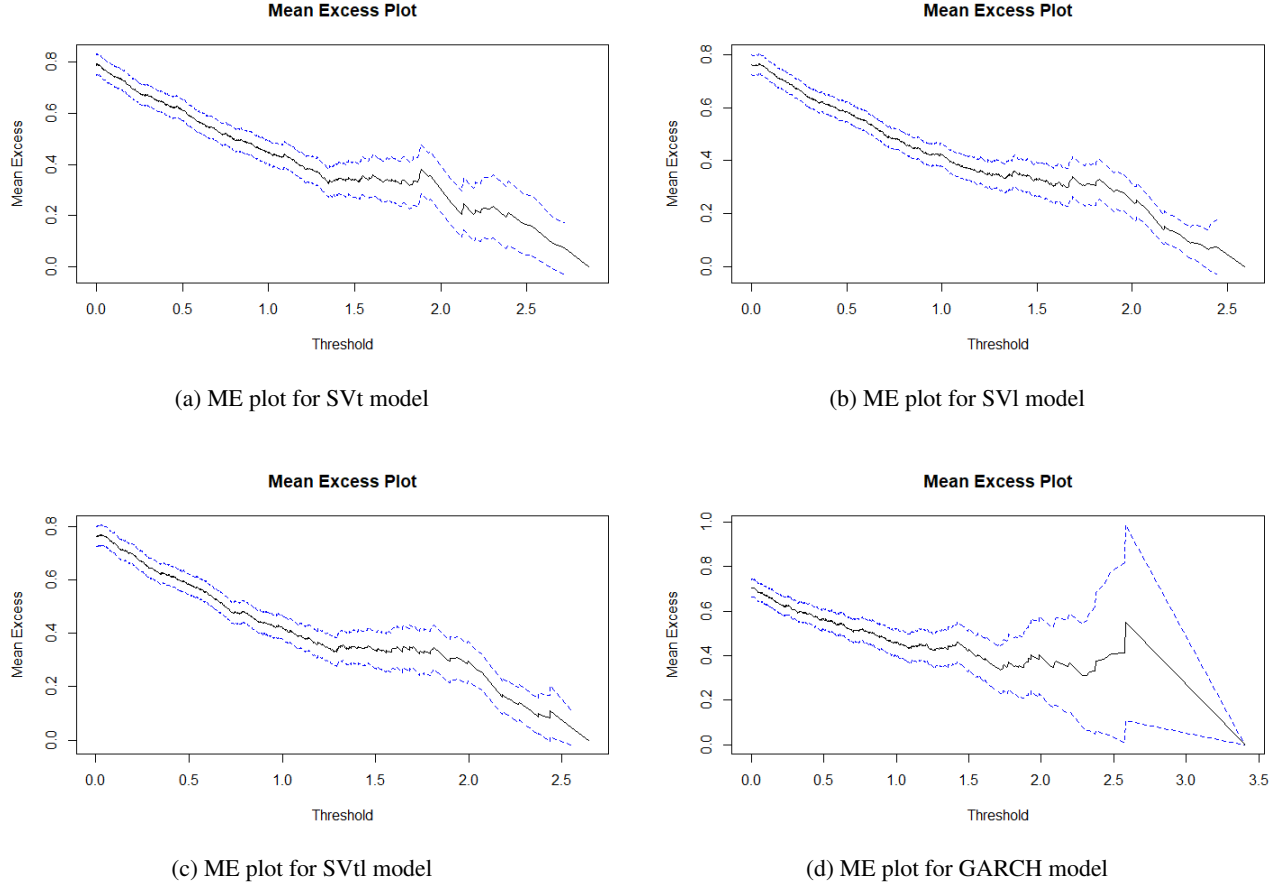 Mean Excess Plot
Mean Excess
0.0 0.2 0.4 0.6 0.8
0.0 0.5 1.0 1.5 2.0 2.5
Threshold
(a) ME plot for SVt model
Mean Excess Plot
Mean Excess
0.0 0.2 0.4 0.6 0.8
0.0 0.5 1.0 1.5 2.0 2.5
Threshold
(b) ME plot for SVl model
Mean Excess Plot
Mean Excess
0.0 0.2 0.4 0.6 0.8
0.0 0.5 1.0 1.5 2.0 2.5
Threshold
(c) ME plot for SVtl model
Mean Excess Plot
Mean Excess
0.0 0.2 0.4 0.6 0.8 1.0
0.0 0.5 1.0 1.5 2.0 2.5 3.0 3.5
Threshold
(d) ME plot for GARCH model